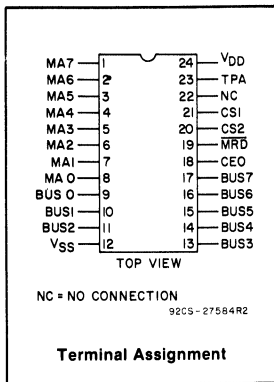 MA7 1 24 VDD
MA6 2 23 TPA
MA5 3 22 NC
MA4 4 21 CS1
MA3 5 20 CS2
MA2 6 19 MRD
MA1 7 18 CEO
MA0 8 17 BUS7
BUS 0 9 16 BUS6
BUS1 10 15 BUS5
BUS2 11 14 BUS4
VSS 12 13 BUS3
TOP VIEW
NC = NO CONNECTION
92CS-27584R2
Terminal Assignment